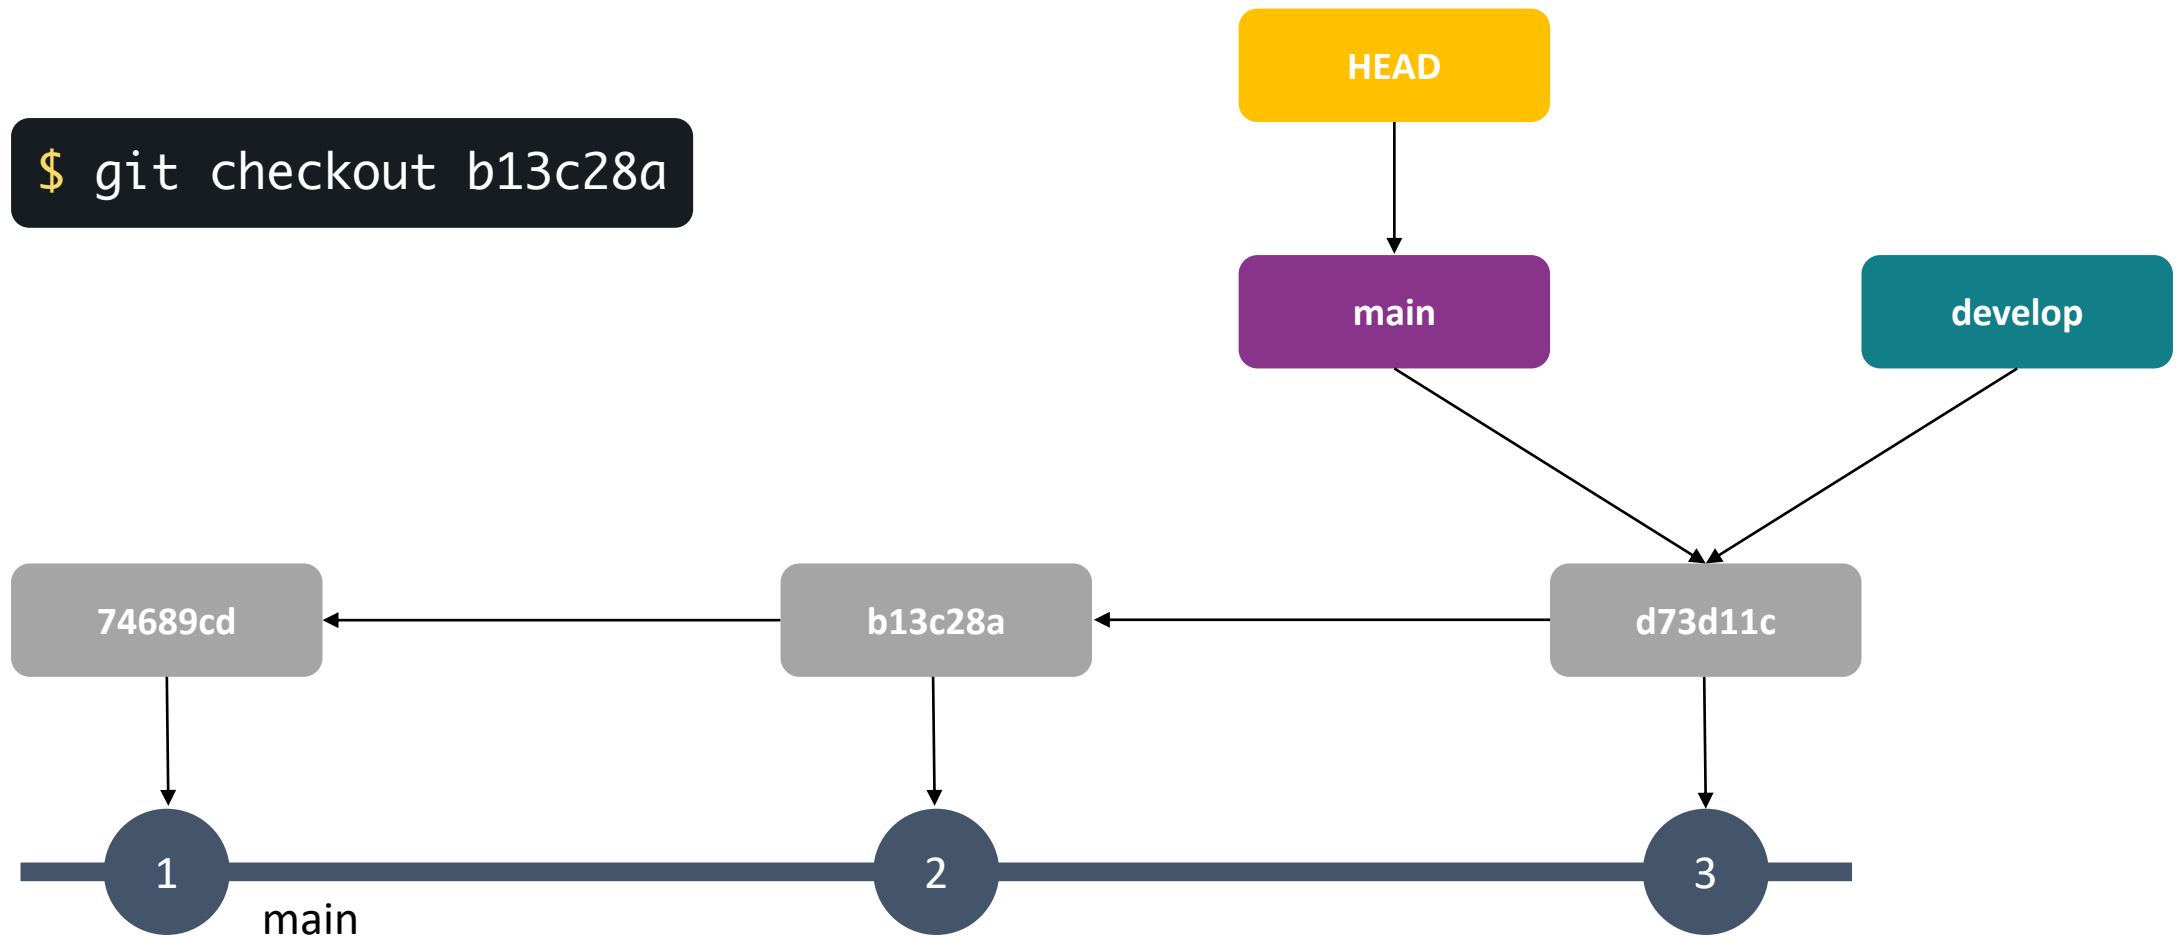 HEAD
$ git checkout b13c28a
main
develop
74689cd
b13c28a
d73d11c
1
2
3
main